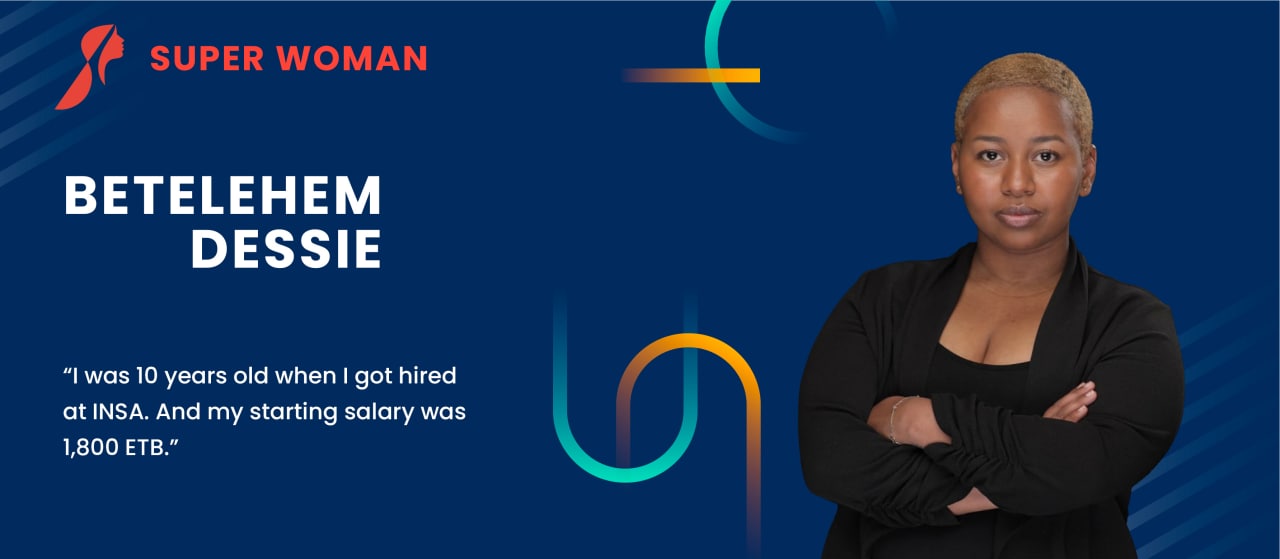 SUPER WOMAN
BETELEHEM
DESSIE
“I was 10 years old when I got hired
at INSA. And my starting salary was
1,800 ETB.”